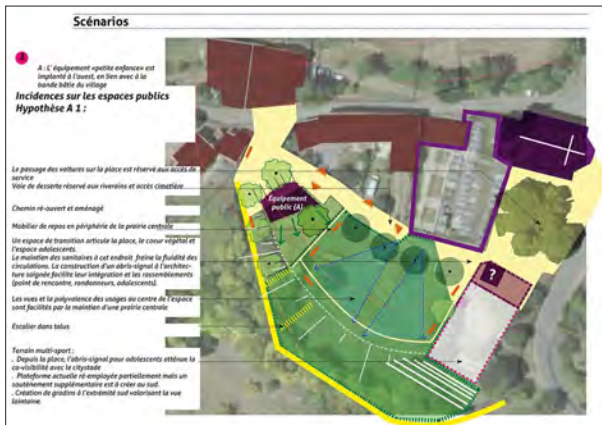 Scénarios
1
A : L' équipement «petite enfance» est
implanté à l'ouest, en lien avec à la
bande bâtie du village
Incidences sur les espaces publics
Hypothèse A 1 :
Le passage des voitures sur la place est réservé aux accès de
service
Voie de desserte réservé aux riverains et accès cimetière
Chemin ré-ouvert et aménagé
Mobilier de repos en périphérie de la prairie centrale
Un espace de transition articule la place, le coeur végétal et
l'espace adolescents.
Le maintien des sanitaires à cet endroit freine la fluidité des
circulations. La construction d'un abris-signal à l'architec-
ture soignée facilite leur intégration et les rassemblements
(point de rencontre, randonneurs, adolescents).
Les vues et la polyvalence des usages au centre de l'espace
sont facilités par le maintien d'une prairie centrale
Escalier dans talus
Terrain multi-sport :
. Depuis la place, l'abris-signal pour adolescents atténue la
co-visibilité avec le citystade
. Plateforme actuelle ré-employée partiellement mais un
soutènement supplémentaire est à créer au sud.
. Création de gradins à l'extrémité sud valorisant la vue
lointaine.
Équipement
public (A)
?